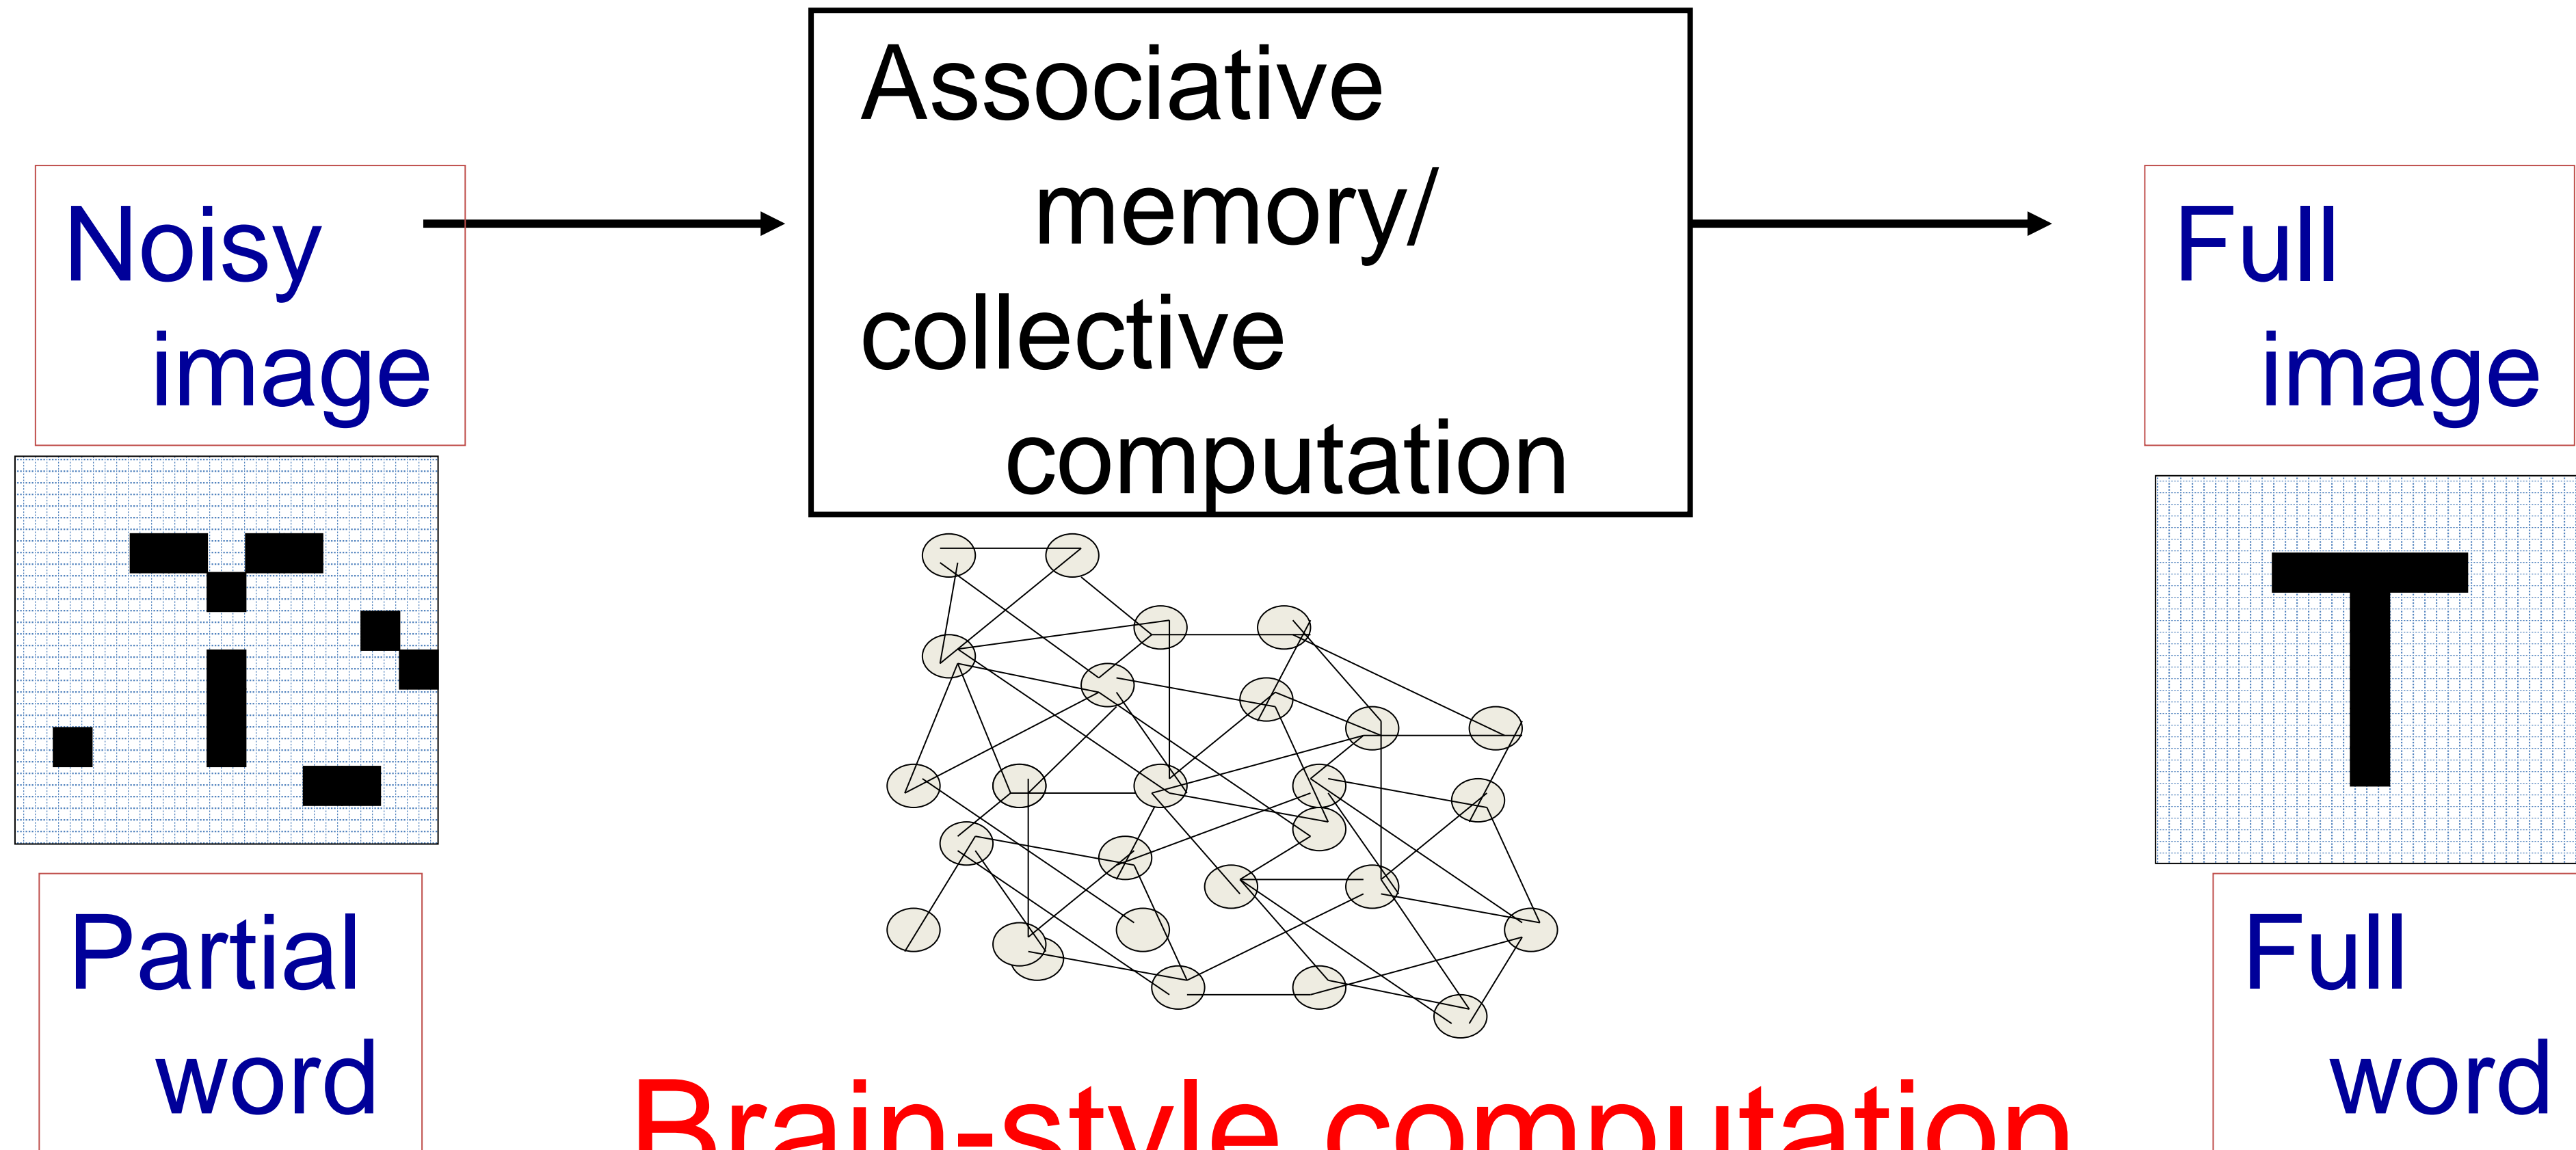 Associative
memory/
collective
computation
Noisy
image
Full
image
Partial
word
Full
word
Brain-style computation